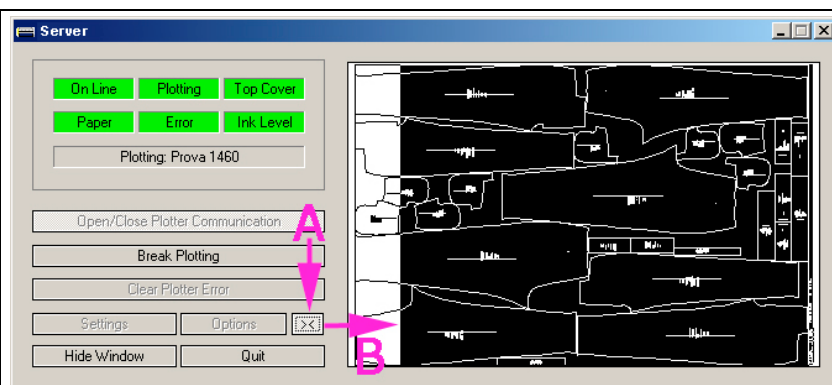 Server
On Line Plotting Top Cover
Paper Error Ink Level
Plotting: Prova 1460
Open/Close Plotter Communication
A
Break Plotting
Clear Plotter Error
Settings Options ><
Hide Window Quit
B